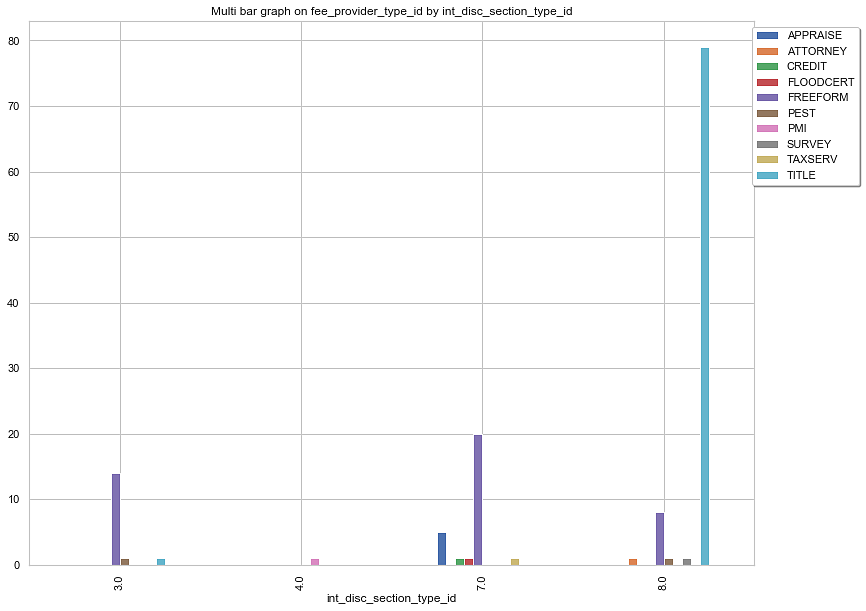 Multi bar graph on fee_provider_type_id by int_disc_section_type_id
80
70
60
50
40
30
20
10
0
3.0
4.0
7.0
8.0
int_disc_section_type_id
APPRAISE
ATTORNEY
CREDIT
FLOODCERT
FREEFORM
PEST
PMI
SURVEY
TAXSERV
TITLE